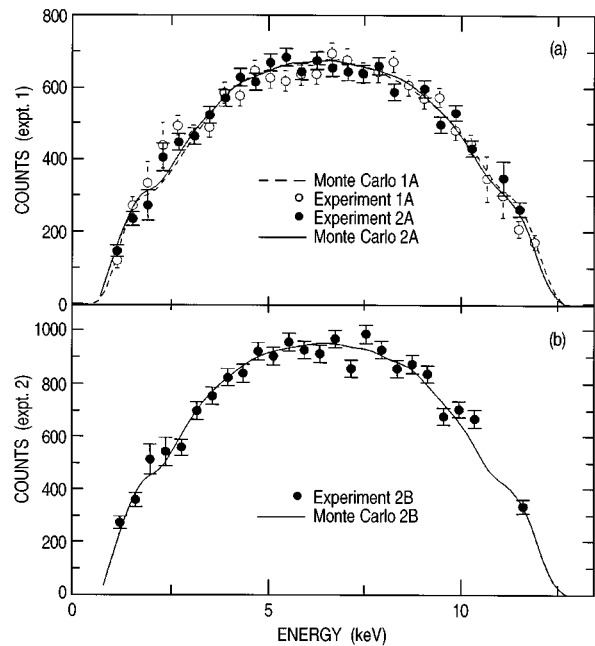 800
(a)
600
400
200
0
COUNTS (expt. 1)
Monte Carlo 1A
Experiment 1A
Experiment 2A
Monte Carlo 2A
1000
(b)
800
600
400
200
0
COUNTS (expt. 2)
Experiment 2B
Monte Carlo 2B
0
5
10
ENERGY (keV)